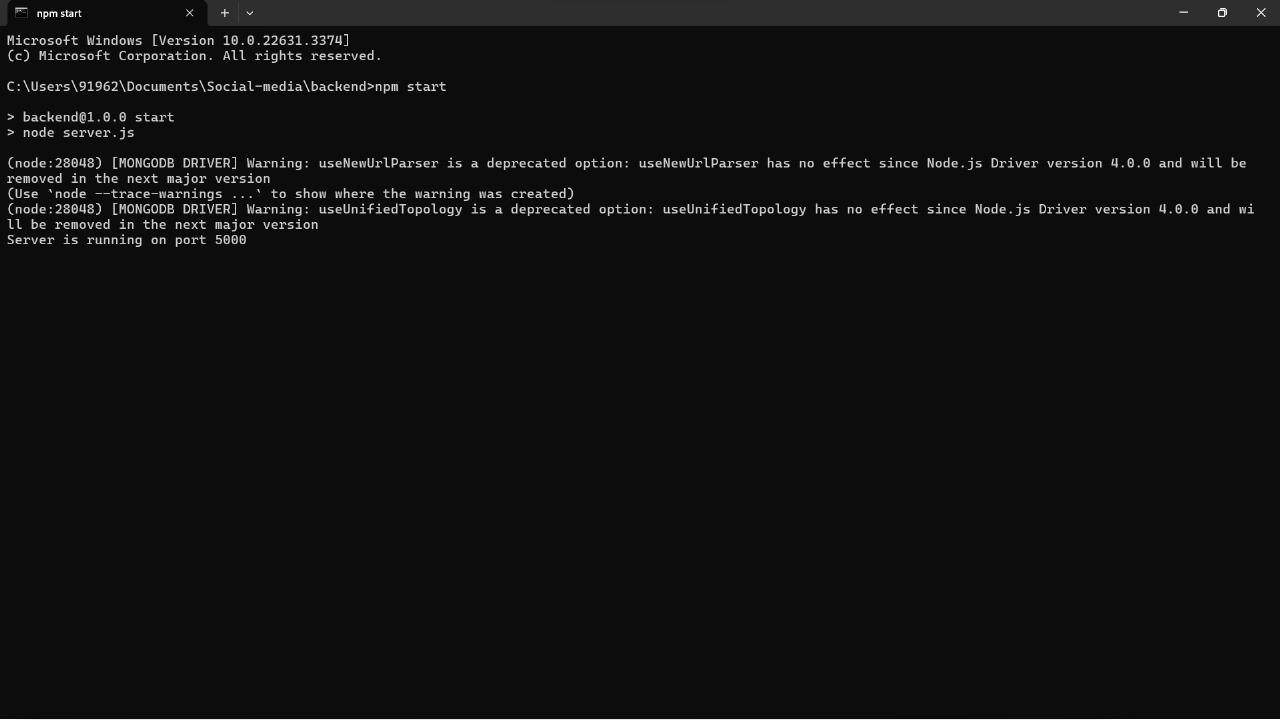 npm start
Microsoft Windows [Version 10.0.22631.3374]
(c) Microsoft Corporation. All rights reserved.
C:\Users\91962\Documents\Social-media\backend>npm start
> backend@1.0.0 start
> node server.js
(node:28048) [MONGODB DRIVER] Warning: useNewUrlParser is a deprecated option: useNewUrlParser has no effect since Node.js Driver version 4.0.0 and will be
removed in the next major version
(Use `node --trace-warnings ...` to show where the warning was created)
(node:28048) [MONGODB DRIVER] Warning: useUnifiedTopology is a deprecated option: useUnifiedTopology has no effect since Node.js Driver version 4.0.0 and wi
ll be removed in the next major version
Server is running on port 5000